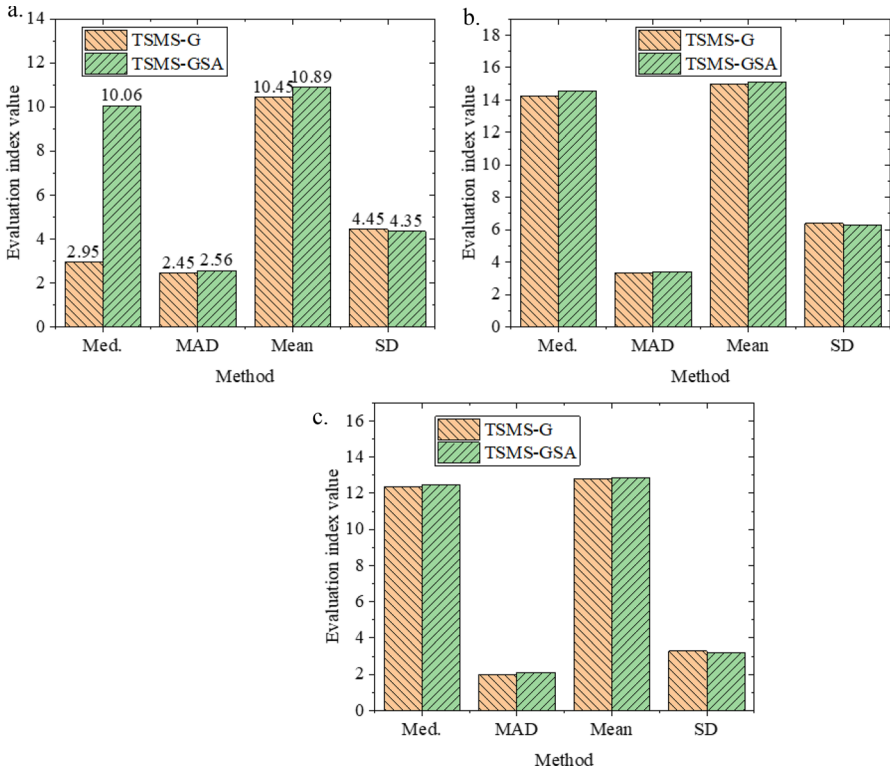 a.
14
12
10
8
6
4
2
0
Evaluation index value
TSMS-G
TSMS-GSA
2.95
10.06
2.45
2.56
10.45
10.89
4.45
4.35
Med.
MAD
Mean
SD
Method
b.
18
16
14
12
10
8
6
4
2
0
Evaluation index value
TSMS-G
TSMS-GSA
Med.
MAD
Mean
SD
Method
c.
16
14
12
10
8
6
4
2
0
Evaluation index value
TSMS-G
TSMS-GSA
Med.
MAD
Mean
SD
Method